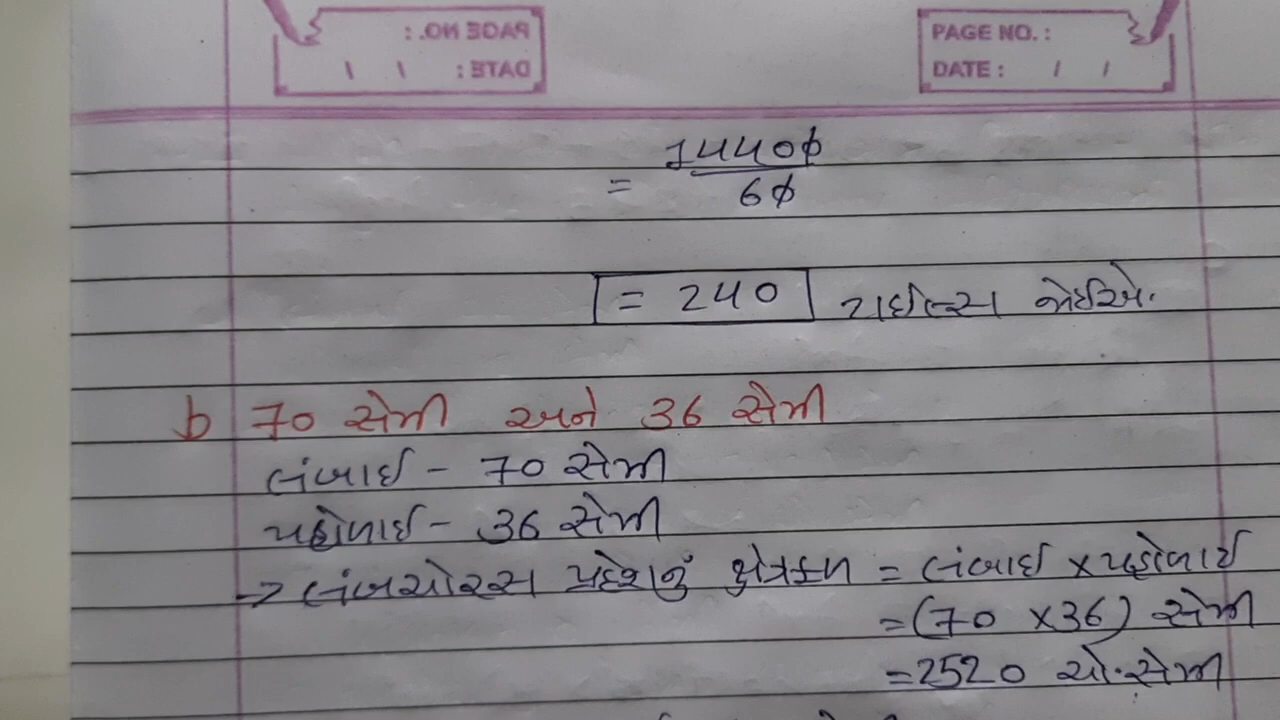 PAGE NO. :
DATE : / /
PAGE NO. :
DATE : / /
14400
= 60
= 240 ટાઈલ્સ જોઈએ.
b 70 સેમી અને 36 સેમી
લંબાઈ - 70 સેમી
પહોળાઈ - 36 સેમી
→ લંબચોરસ પ્રદેશનું ક્ષેત્રફળ = લંબાઈ × પહોળાઈ
= (70 × 36) સેમી
= 2520 ચો.સેમી